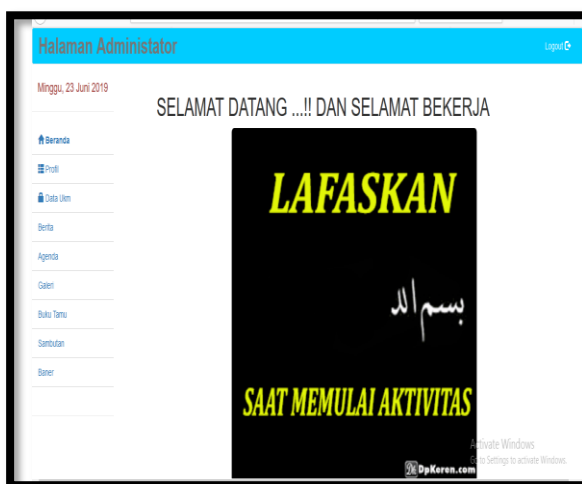 Halaman Administator
Logout
Minggu, 23 Juni 2019
SELAMAT DATANG ...!! DAN SELAMAT BEKERJA
Beranda
Profil
Data Ukm
Berita
Agenda
Galeri
Buku Tamu
Sambutan
Baner
LAFASKAN
بسم الله
SAAT MEMULAI AKTIVITAS
DpKeren.com
Activate Windows
Go to Settings to activate Windows.